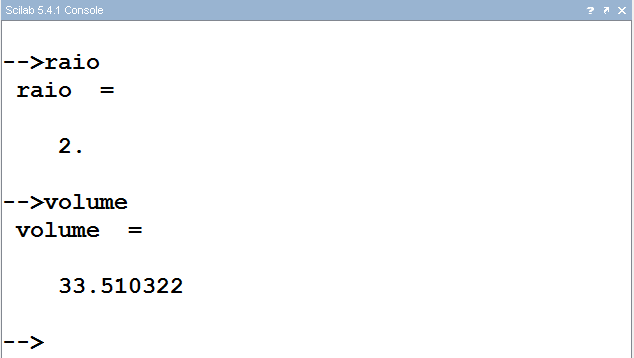 Scilab 5.4.1 Console
-->raio
raio  =
2.
-->volume
volume  =
33.510322
-->